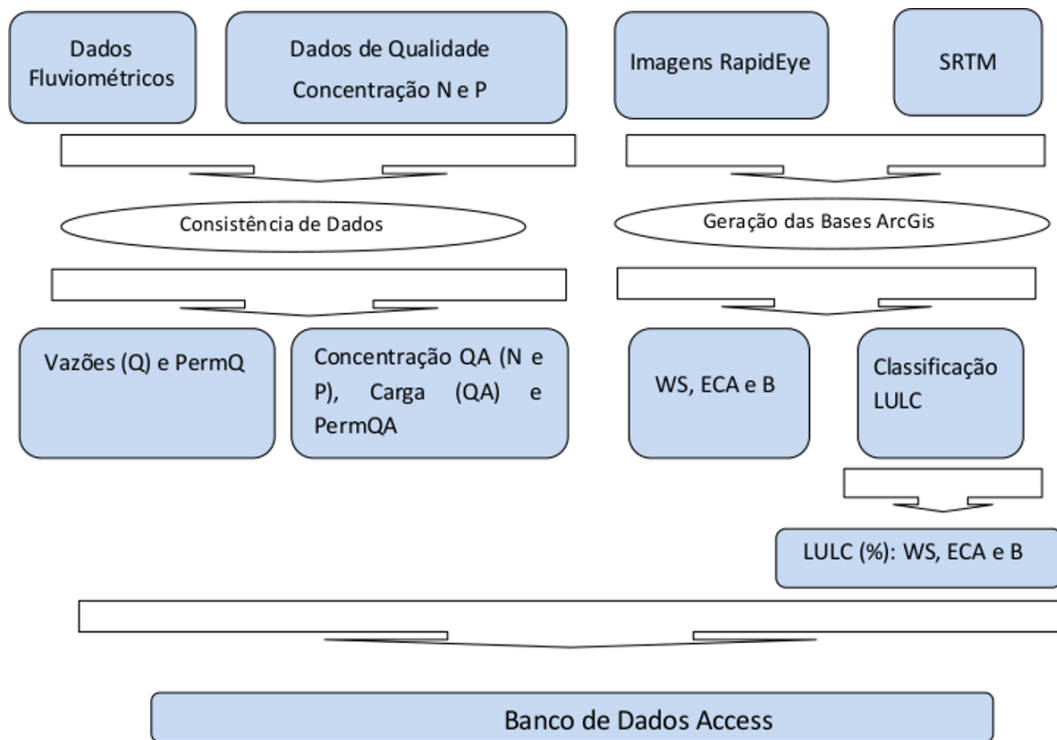 Dados
Fluviométricos
Dados de Qualidade
Concentração N e P
Imagens RapidEye
SRTM
Consistência de Dados
Geração das Bases ArcGis
Vazões (Q) e PermQ
Concentração QA (N e
P), Carga (QA) e
PermQA
WS, ECA e B
Classificação
LULC
LULC (%): WS, ECA e B
Banco de Dados Access